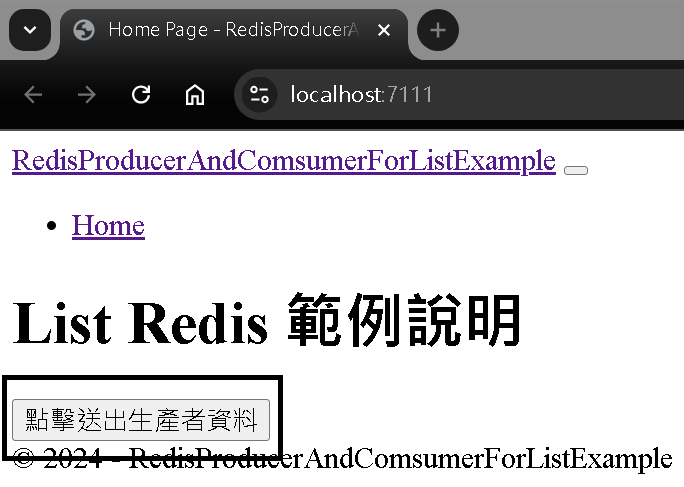 Home Page - RedisProducerA
localhost:7111
RedisProducerAndComsumerForListExample
Home
List Redis 範例說明
點擊送出生產者資料
© 2024 - RedisProducerAndComsumerForListExample